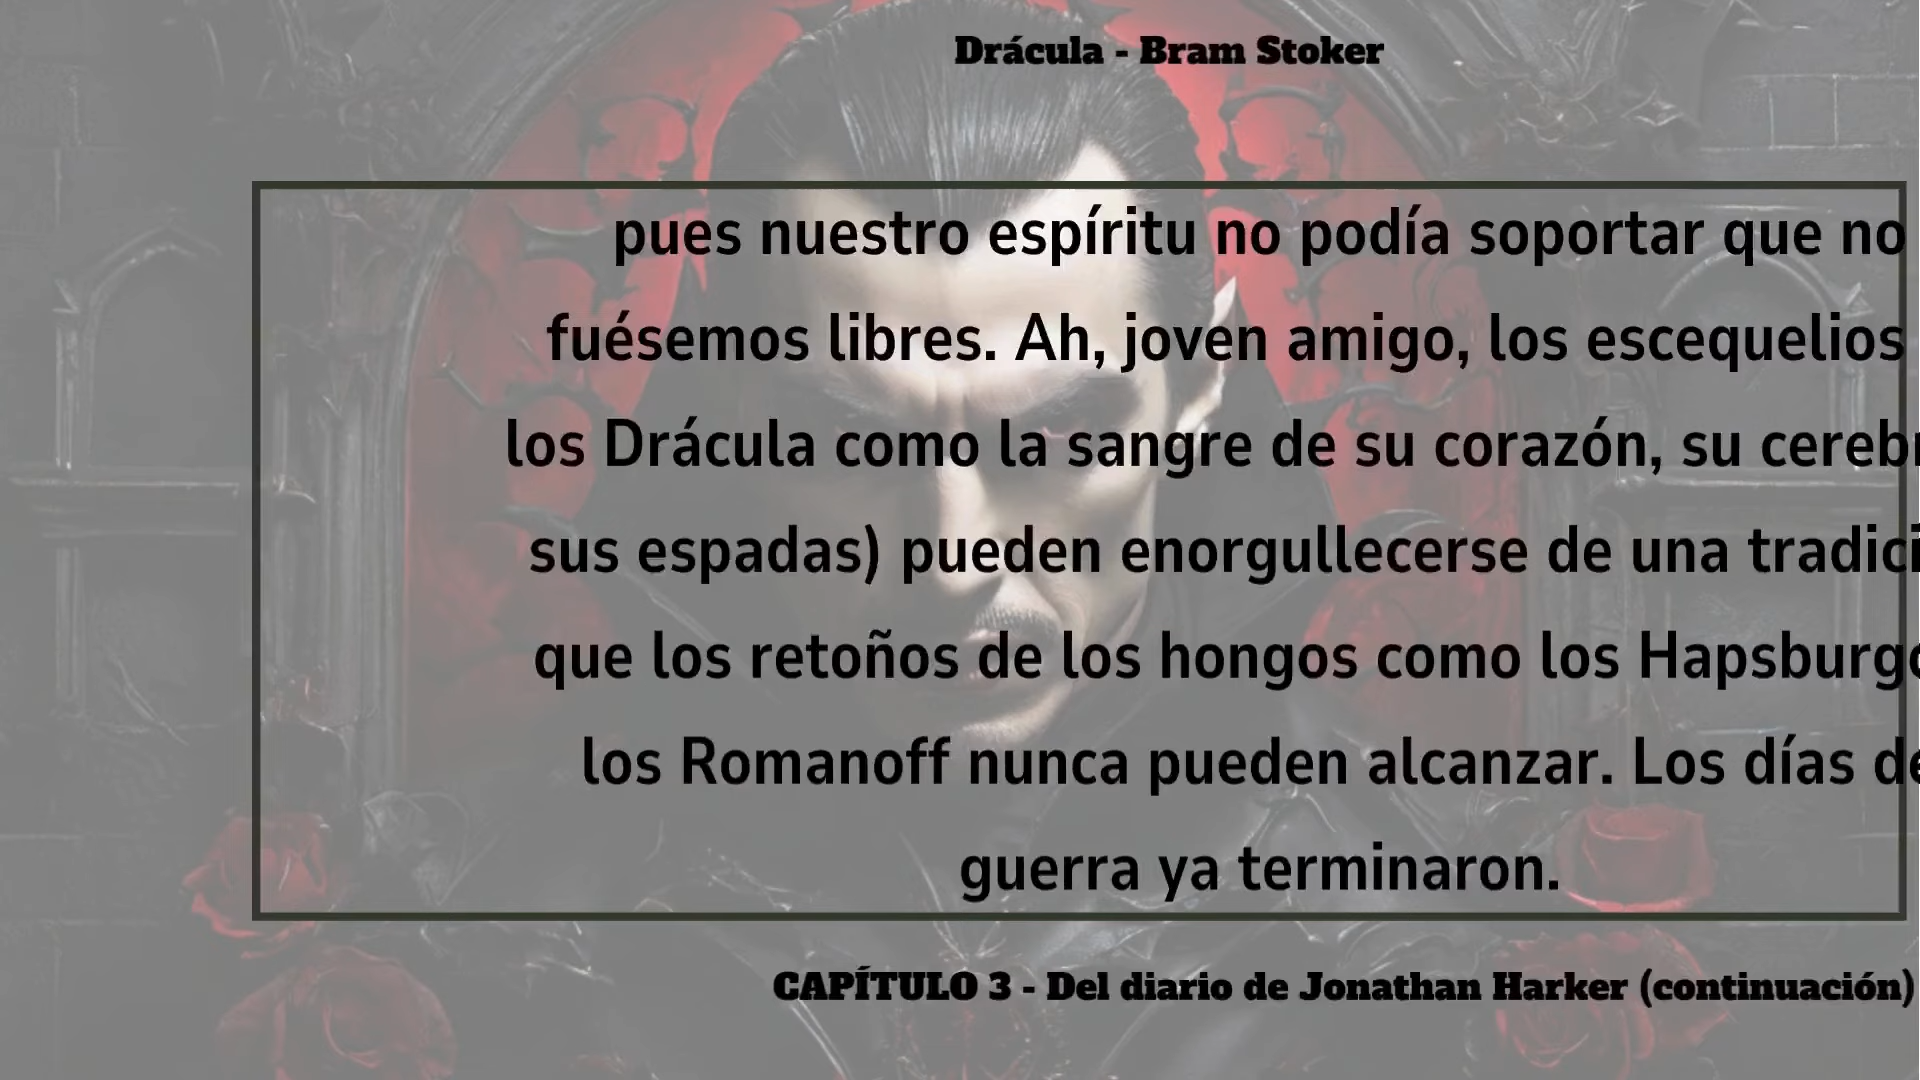 Drácula - Bram Stoker
pues nuestro espíritu no podía soportar que no
fuésemos libres. Ah, joven amigo, los escequelios
los Drácula como la sangre de su corazón, su
sus espadas) pueden enorgullecerse de una
que los retoños de los hongos como los
los Romanoff nunca pueden alcanzar. Los días
guerra ya terminaron.
CAPÍTULO 3 - Del diario de Jonathan Harker (continuación)